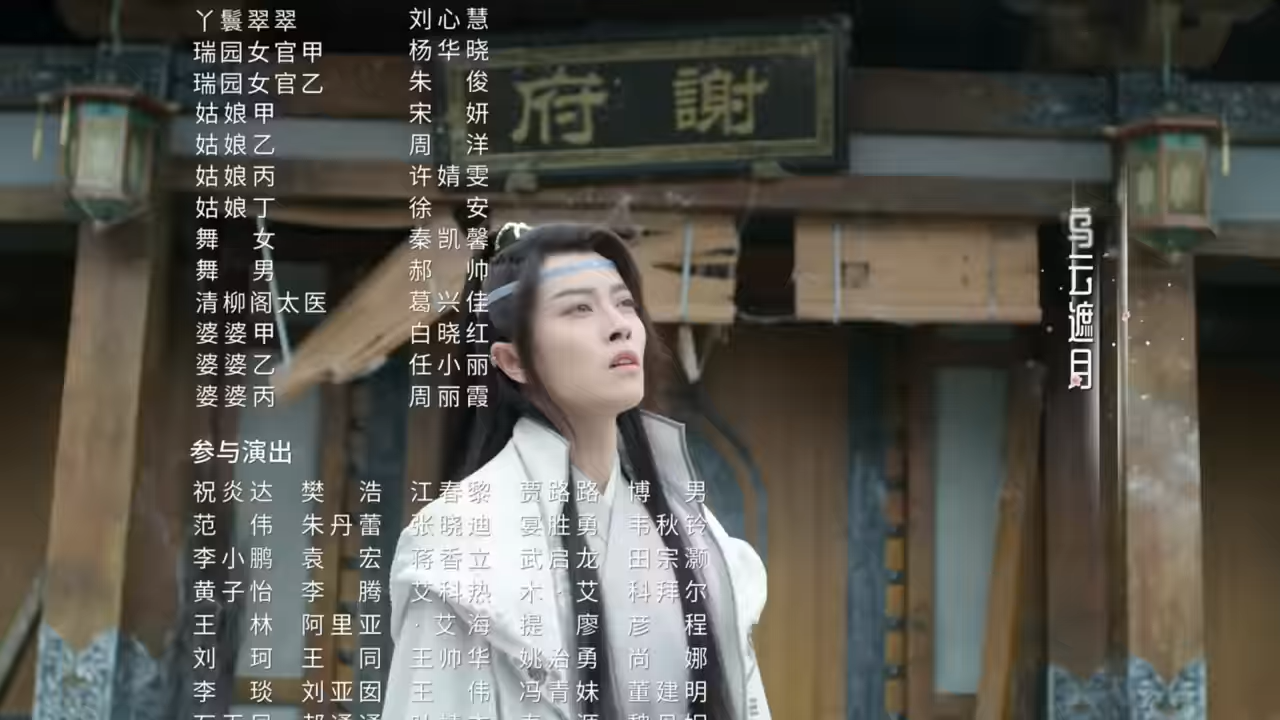 丫鬟翠翠 刘心慧
瑞园女官甲 杨华晓
瑞园女官乙 朱俊
姑娘甲 宋妍
姑娘乙 周洋
姑娘丙 许婧雯
姑娘丁 徐安
舞女 秦凯馨
舞男 郝帅
清柳阁太医 葛兴佳
婆婆甲 白晓红
婆婆乙 任小丽
婆婆丙 周丽霞
参与演出
祝炎达 樊浩 江春黎 贾路路 博男
范伟 朱丹蕾 张晓迪 宴胜勇 韦秋铃
李小鹏 袁宏 蒋香立 武启龙 田宗灏
黄子怡 李腾 艾科热 木·艾 科拜尔
王林 阿里亚 ·艾海 提廖 彦程
刘珂 王同 王帅华 姚治勇 尚娜
李琰 刘亚囡 王伟 冯青妹 董建明
府謝
乌云遮月